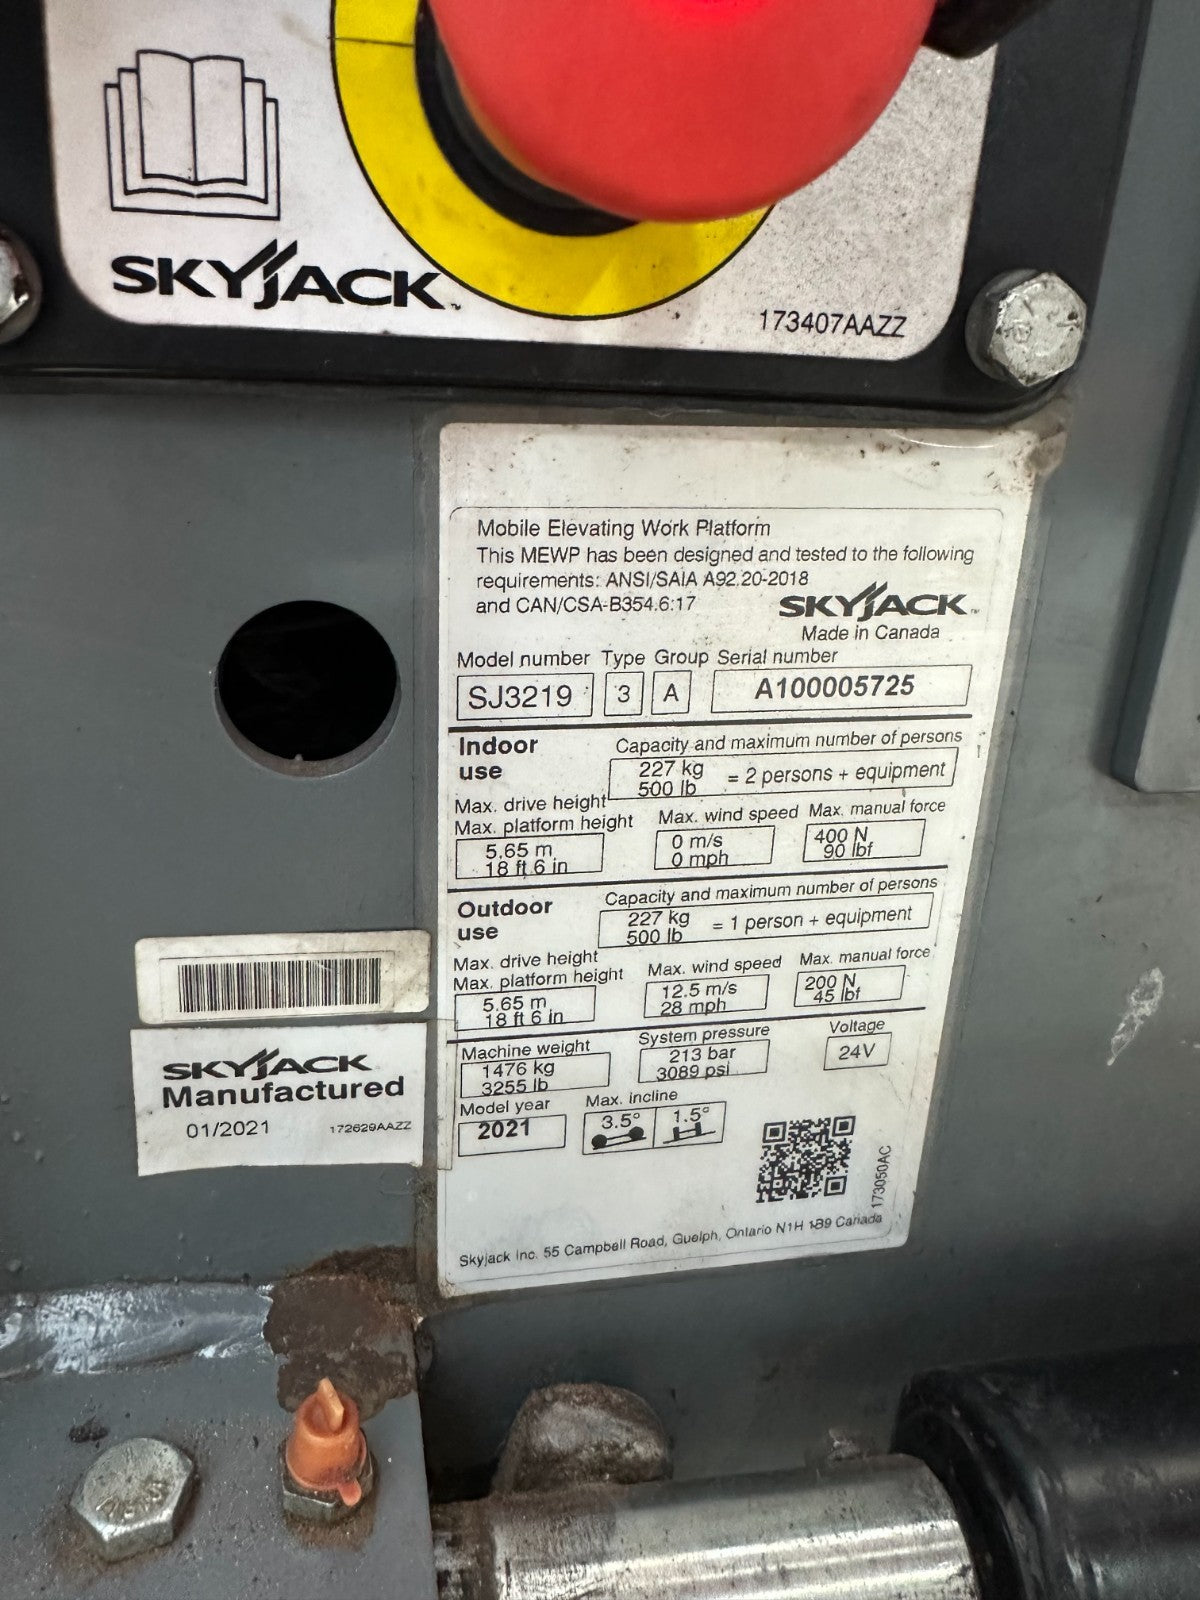 SKYJACK
173407AAZZ
Mobile Elevating Work Platform
This MEWP has been designed and tested to the following
requirements: ANSI/SAIA A92.20-2018
and CAN/CSA-B354.6:17
SKYJACK
Made in Canada
Model number Type Group Serial number
SJ3219 3 A A100005725
Indoor use
Capacity and maximum number of persons
227 kg
500 lb = 2 persons + equipment
Max. drive height
Max. platform height Max. wind speed Max. manual force
5.65 m 0 m/s 400 N
18 ft 6 in 0 mph 90 lbf
Outdoor use
Capacity and maximum number of persons
227 kg
500 lb = 1 person + equipment
Max. drive height
Max. platform height Max. wind speed Max. manual force
5.65 m 12.5 m/s 200 N
18 ft 6 in 28 mph 45 lbf
Machine weight System pressure Voltage
1476 kg 213 bar 24V
3255 lb 3089 psi
Model year Max. incline
2021 3.5° 1.5°
173050AC
Skyjack Inc. 55 Campbell Road, Guelph, Ontario N1H 1B9 Canada
SKYJACK
Manufactured
01/2021 172629AAZZ